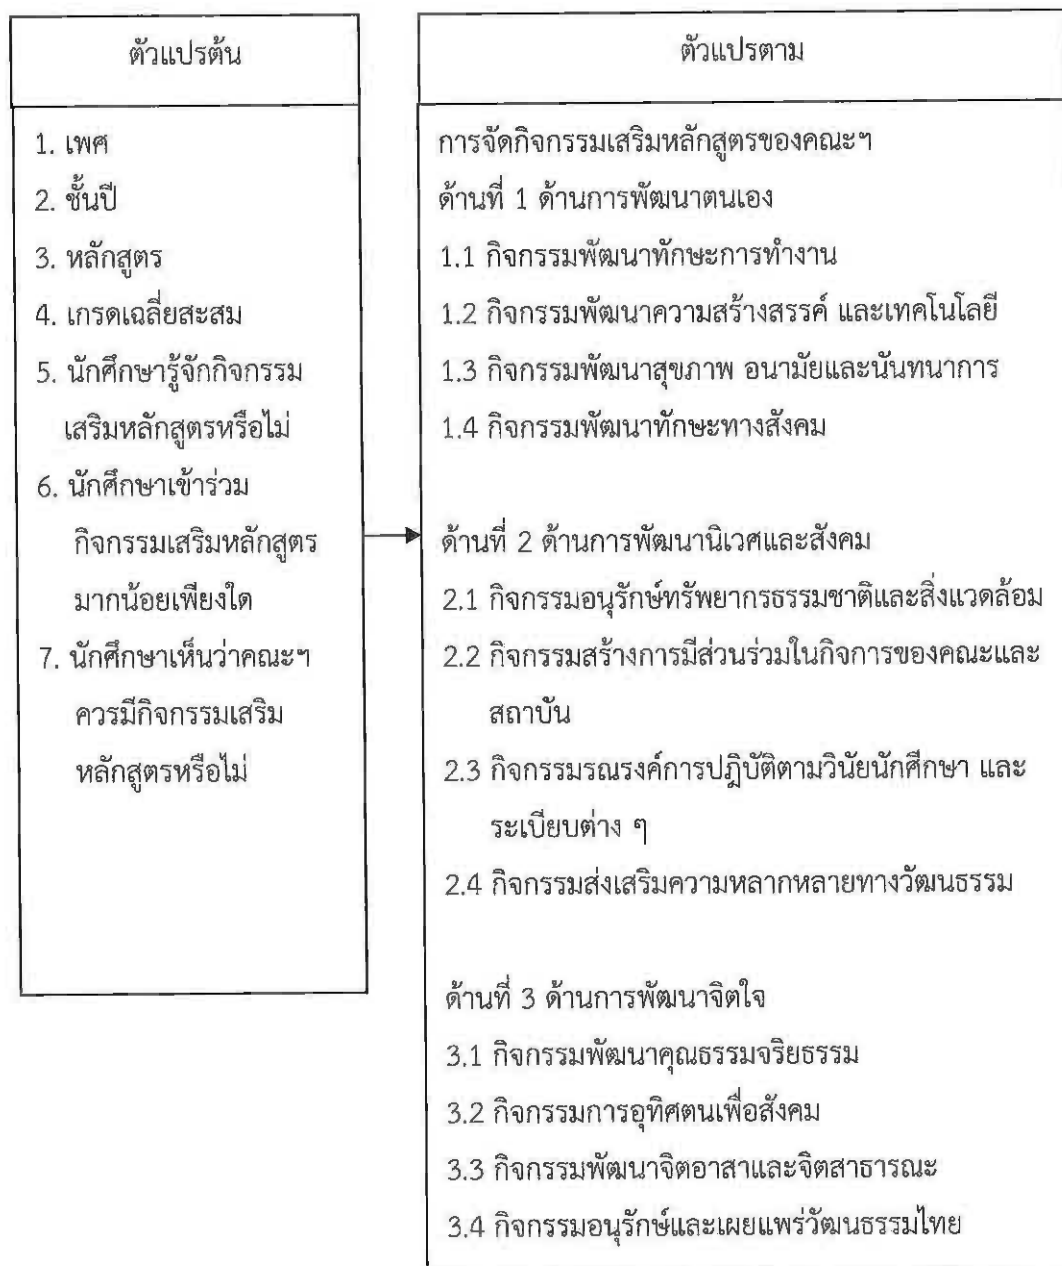 ตัวแปรต้น
1. เพศ
2. ชั้นปี
3. หลักสูตร
4. เกรดเฉลี่ยสะสม
5. นักศึกษารู้จักกิจกรรม
เสริมหลักสูตรหรือไม่
6. นักศึกษาเข้าร่วม
กิจกรรมเสริมหลักสูตร
มากน้อยเพียงใด
7. นักศึกษาเห็นว่าคณะฯ
ควรมีกิจกรรมเสริม
หลักสูตรหรือไม่
ตัวแปรตาม
การจัดกิจกรรมเสริมหลักสูตรของคณะฯ
ด้านที่ 1 ด้านการพัฒนาตนเอง
1.1 กิจกรรมพัฒนาทักษะการทำงาน
1.2 กิจกรรมพัฒนาความสร้างสรรค์ และเทคโนโลยี
1.3 กิจกรรมพัฒนาสุขภาพ อนามัยและนันทนาการ
1.4 กิจกรรมพัฒนาทักษะทางสังคม
ด้านที่ 2 ด้านการพัฒนานิเวศและสังคม
2.1 กิจกรรมอนุรักษ์ทรัพยากรธรรมชาติและสิ่งแวดล้อม
2.2 กิจกรรมสร้างการมีส่วนร่วมในกิจการของคณะและ
สถาบัน
2.3 กิจกรรมรณรงค์การปฏิบัติตามวินัยนักศึกษา และ
ระเบียบต่าง ๆ
2.4 กิจกรรมส่งเสริมความหลากหลายทางวัฒนธรรม
ด้านที่ 3 ด้านการพัฒนาจิตใจ
3.1 กิจกรรมพัฒนาคุณธรรมจริยธรรม
3.2 กิจกรรมการอุทิศตนเพื่อสังคม
3.3 กิจกรรมพัฒนาจิตอาสาและจิตสาธารณะ
3.4 กิจกรรมอนุรักษ์และเผยแพร่วัฒนธรรมไทย